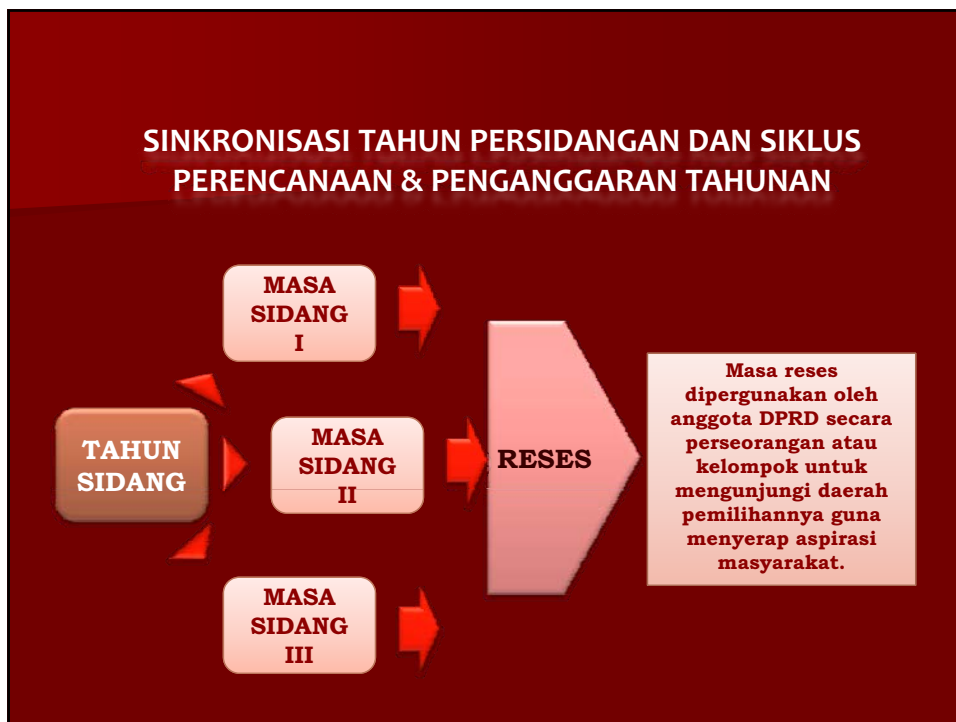 SINKRONISASI TAHUN PERSIDANGAN DAN SIKLUS
PERENCANAAN & PENGANGGARAN TAHUNAN
MASA
SIDANG
I
TAHUN
SIDANG
MASA
SIDANG
II
MASA
SIDANG
III
RESES
Masa reses
dipergunakan oleh
anggota DPRD secara
perseorangan atau
kelompok untuk
mengunjungi daerah
pemilihannya guna
menyerap aspirasi
masyarakat.